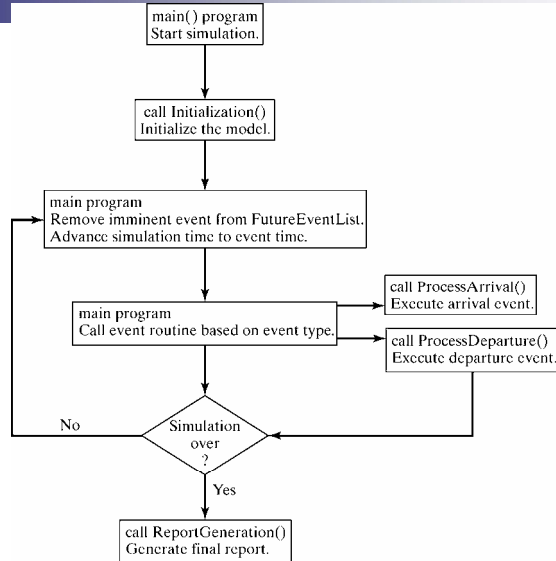 main() program
Start simulation.
call Initialization()
Initialize the model.
main program
Remove imminent event from FutureEventList.
Advance simulation time to event time.
call ProcessArrival()
Execute arrival event.
main program
Call event routine based on event type.
call ProcessDeparture()
Execute departure event.
No
Simulation
over
?
Yes
call ReportGeneration()
Generate final report.